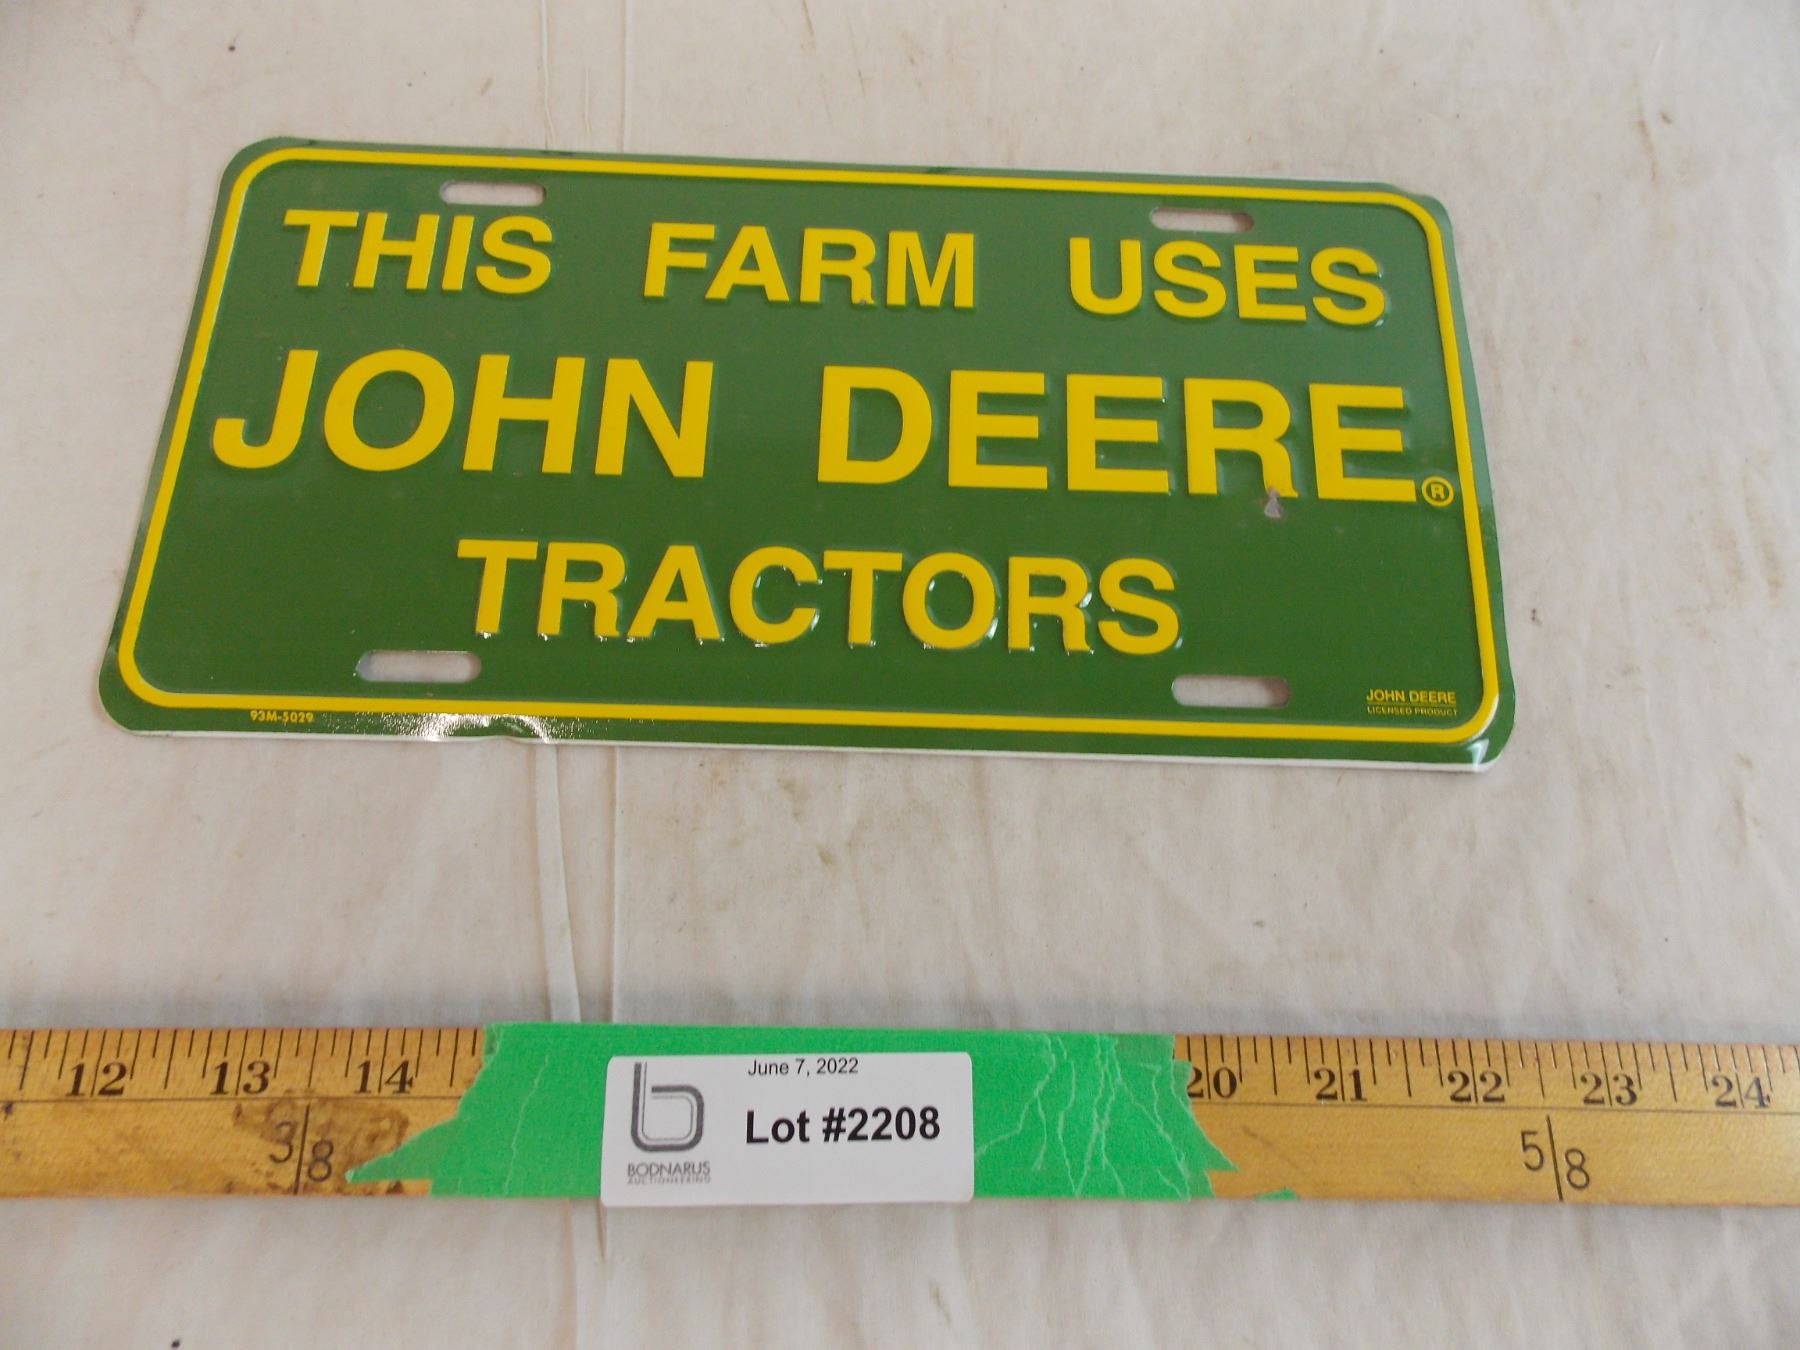 THIS FARM USES
JOHN DEERE®
TRACTORS
93M-5029
JOHN DEERE
LICENSED PRODUCT
12 13 14 20 21 22 23 24
3/8 5/8
June 7, 2022
Lot #2208
b
BODNARUS
AUCTIONEERING